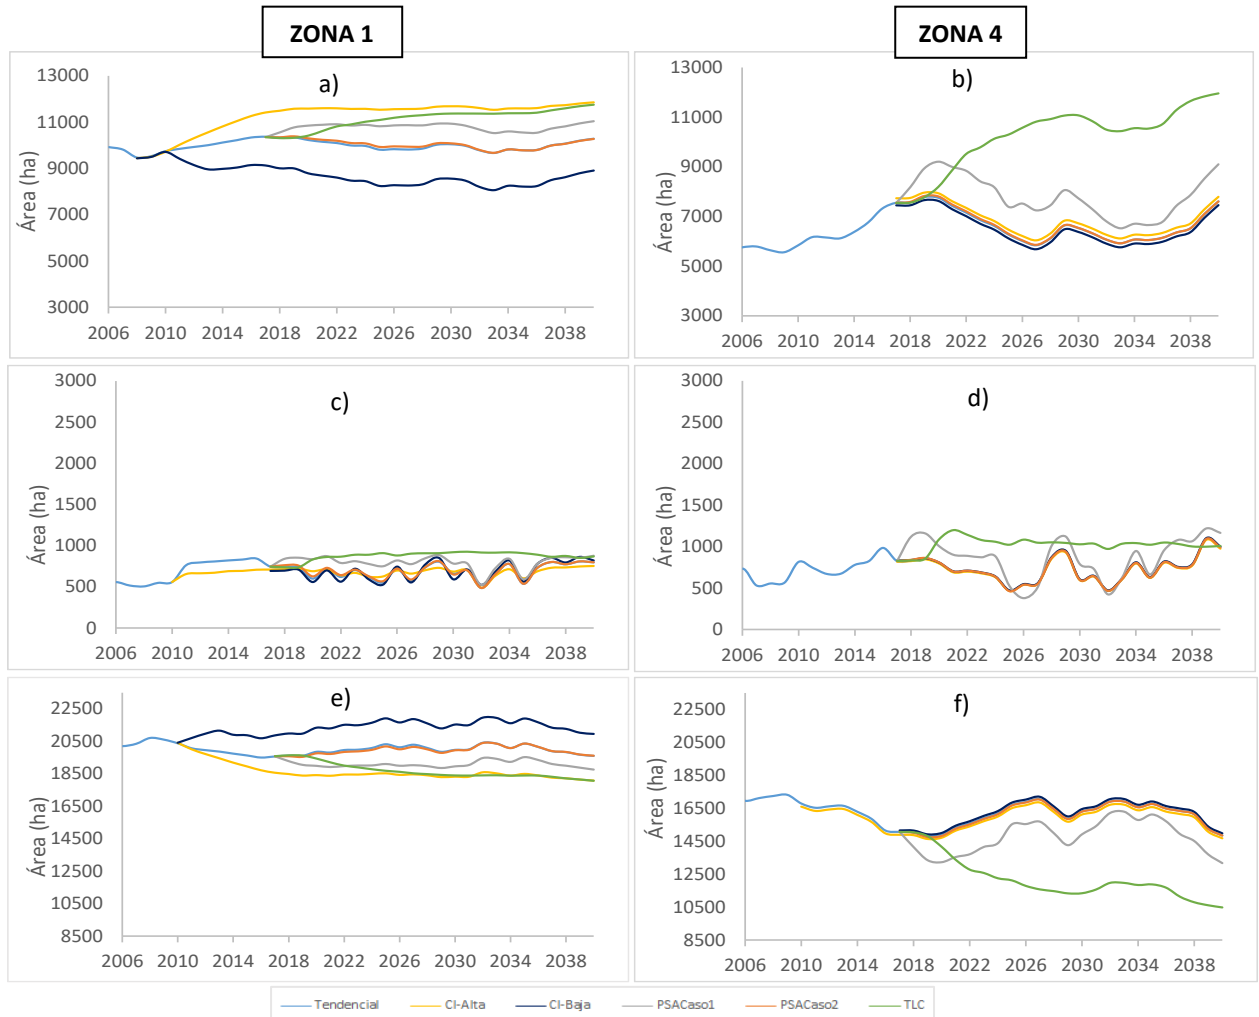 ZONA 1
ZONA 4
a)
Área (ha)
13000
11000
9000
7000
5000
3000
2006 2010 2014 2018 2022 2026 2030 2034 2038
b)
Área (ha)
13000
11000
9000
7000
5000
3000
2006 2010 2014 2018 2022 2026 2030 2034 2038
c)
Área (ha)
3000
2500
2000
1500
1000
500
0
2006 2010 2014 2018 2022 2026 2030 2034 2038
d)
Área (ha)
3000
2500
2000
1500
1000
500
0
2006 2010 2014 2018 2022 2026 2030 2034 2038
e)
Área (ha)
22500
20500
18500
16500
14500
12500
10500
8500
2006 2010 2014 2018 2022 2026 2030 2034 2038
f)
Área (ha)
22500
20500
18500
16500
14500
12500
10500
8500
2006 2010 2014 2018 2022 2026 2030 2034 2038
Tendencial CI-Alta CI-Baja PSACaso1 PSACaso2 TLC